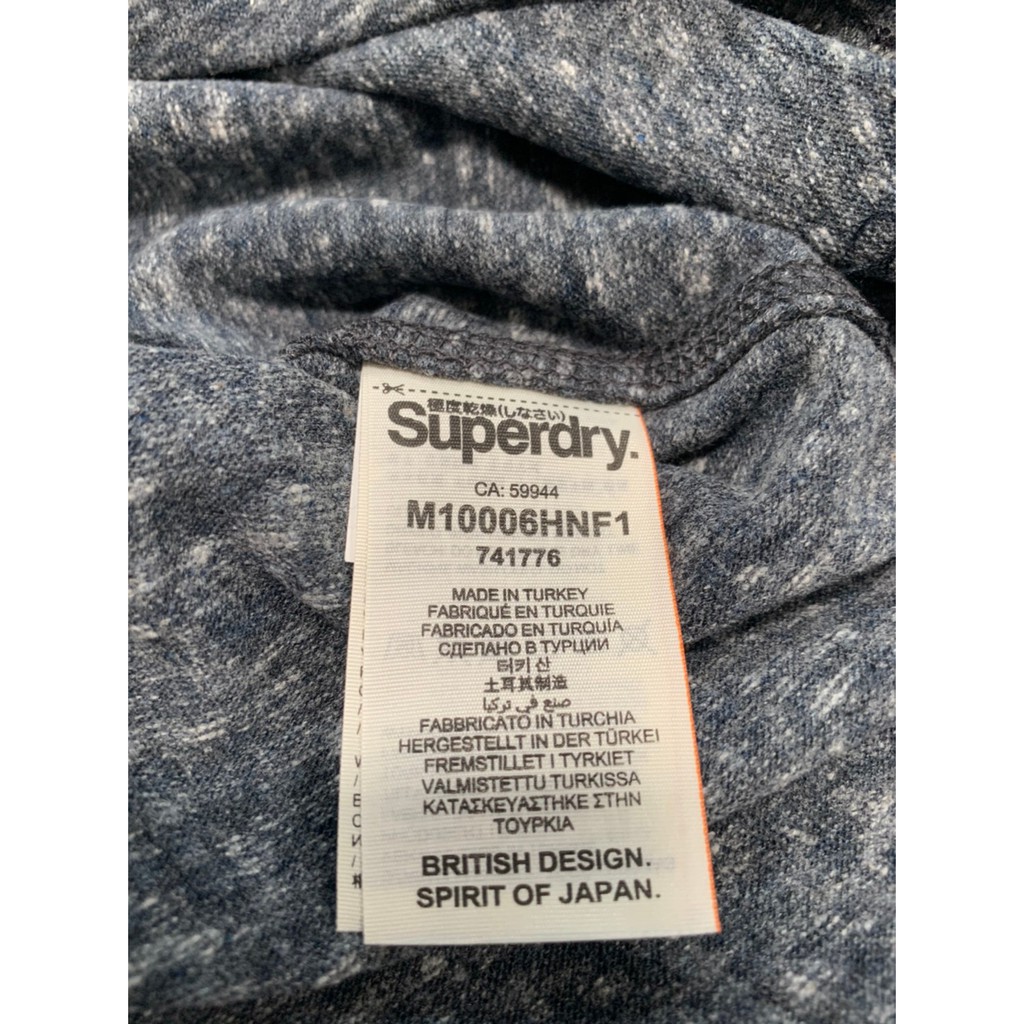 極度乾燥(しなさい)
Superdry.
CA: 59944
M10006HNF1
741776
MADE IN TURKEY
FABRIQUÉ EN TURQUIE
FABRICADO EN TURQUÍA
СДЕЛАНО В ТУРЦИИ
터키 산
土耳其制造
صنع في تركيا
FABBRICATO IN TURCHIA
HERGESTELLT IN DER TÜRKEI
FREMSTILLET I TYRKIET
VALMISTETTU TURKISSA
ΚΑΤΑΣΚΕΥΑΣΤΗΚΕ ΣΤΗΝ
ΤΟΥΡΚΙΑ
BRITISH DESIGN.
SPIRIT OF JAPAN.